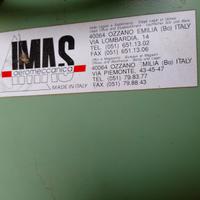 IMAS
aeromeccanica
MADE IN ITALY
40064 OZZANO EMILIA (Bo) ITALY
VIA LOMBARDIA, 14
TEL (051) 651.13.02
FAX (051) 651.13.06
40064 OZZANO EMILIA (Bo) ITALY
VIA PIEMONTE, 43-45-47
TEL (051) 79.83.77
FAX (051) 79.88.43